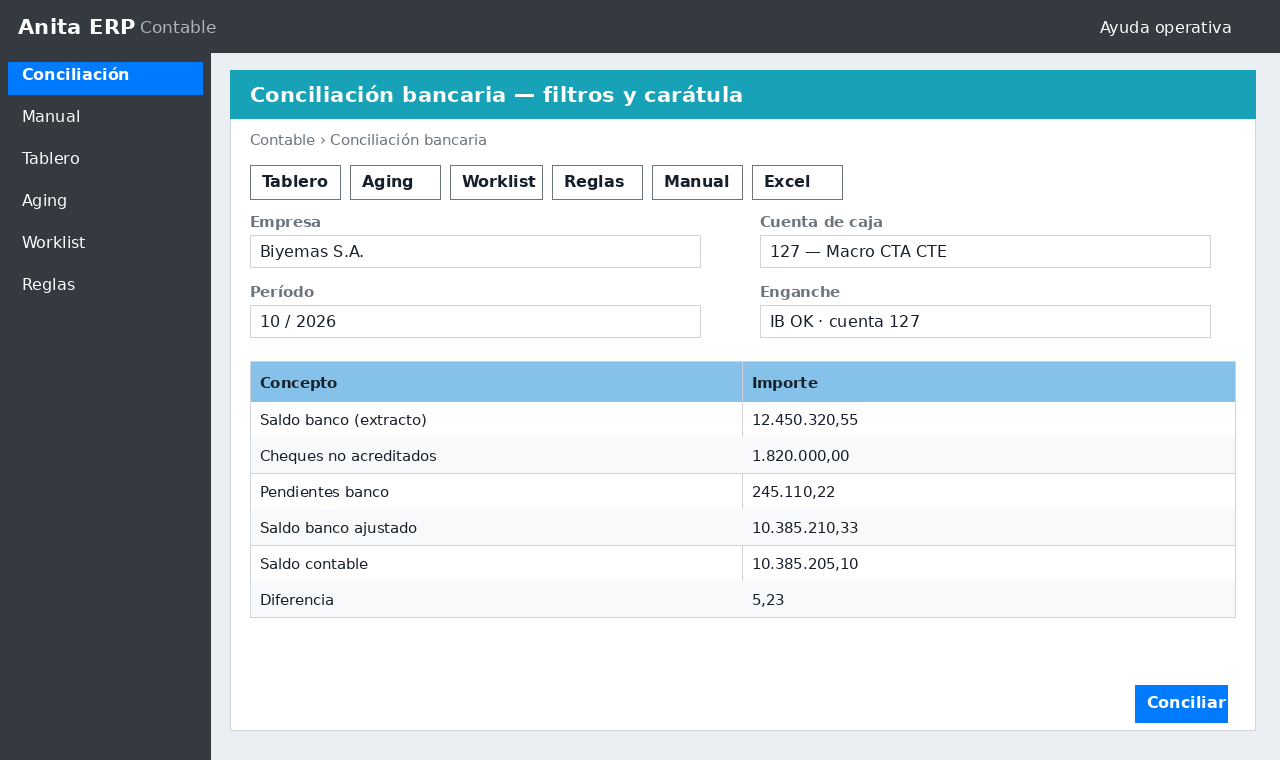 Anita ERP Contable
Ayuda operativa
Conciliación
Manual
Tablero
Aging
Worklist
Reglas
Conciliación bancaria — filtros y carátula
Contable › Conciliación bancaria
Tablero Aging Worklist Reglas Manual Excel
Empresa Cuenta de caja
Biyemas S.A. 127 — Macro CTA CTE
Período Enganche
10 / 2026 IB OK · cuenta 127
Concepto Importe
Saldo banco (extracto) 12.450.320,55
Cheques no acreditados 1.820.000,00
Pendientes banco 245.110,22
Saldo banco ajustado 10.385.210,33
Saldo contable 10.385.205,10
Diferencia 5,23
Conciliar